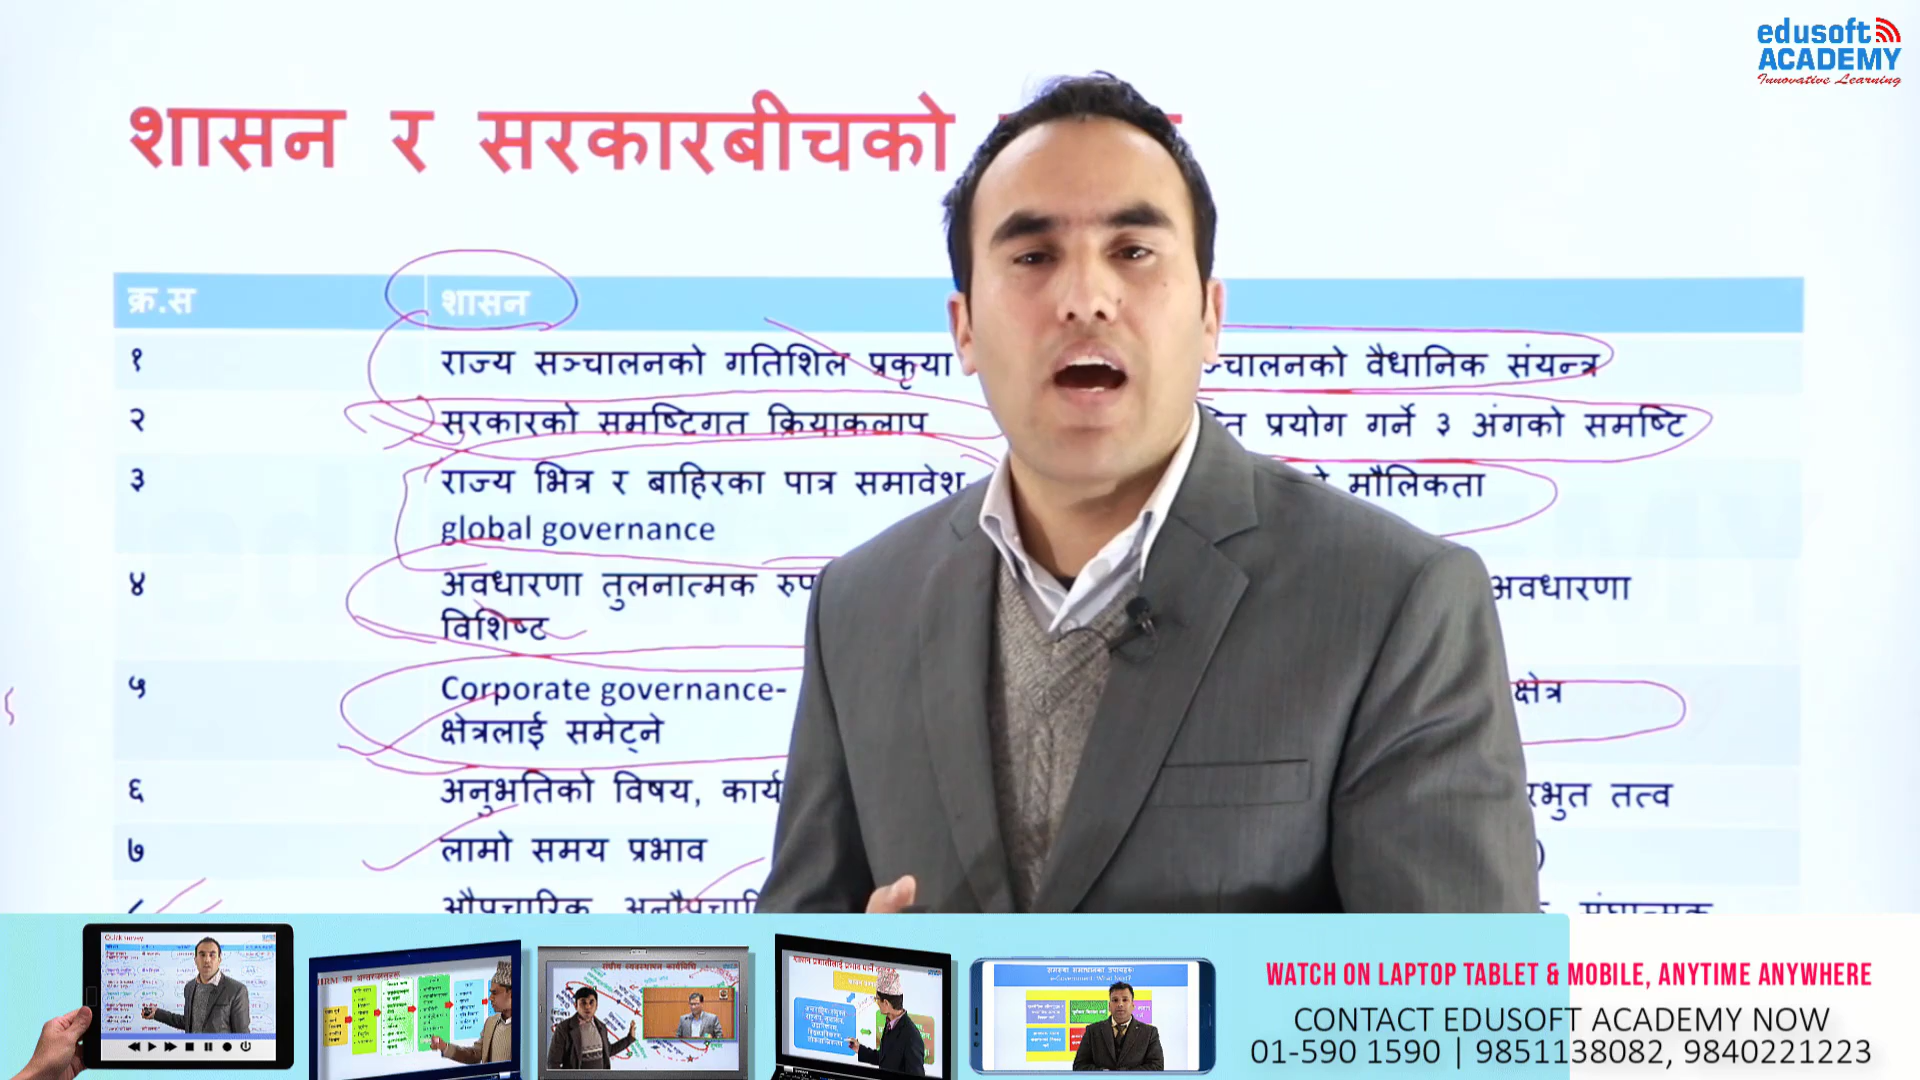 edusoft
ACADEMY
Innovative Learning
शासन र सरकारबीचको
क्र.स शासन
१ राज्य सञ्चालनको गतिशिल प्रकृया ञ्चालनको वैधानिक संयन्त्र
२ सरकारको समष्टिगत क्रियाकलाप प्रयोग गर्ने ३ अंगको समष्टि
३ राज्य भित्र र बाहिरका पात्र समावेश- मौलिकता
global governance
४ अवधारणा तुलनात्मक रुप अवधारणा
विशिष्ट
५ Corporate governance- क्षेत्र
क्षेत्रलाई समेट्ने
६ अनुभतिको विषय, कार्य रभुत तत्व
७ लामो समय प्रभाव )
औपचारिक
WATCH ON LAPTOP TABLET & MOBILE, ANYTIME ANYWHERE
CONTACT EDUSOFT ACADEMY NOW
01-590 1590 | 9851138082, 9840221223